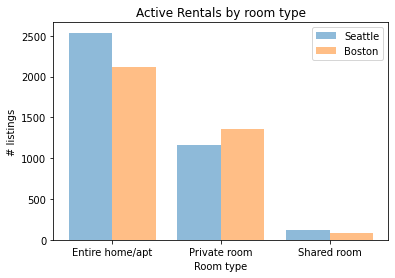 Active Rentals by room type
Seattle
Boston
# listings
2500
2000
1500
1000
500
0
Entire home/apt
Private room
Shared room
Room type